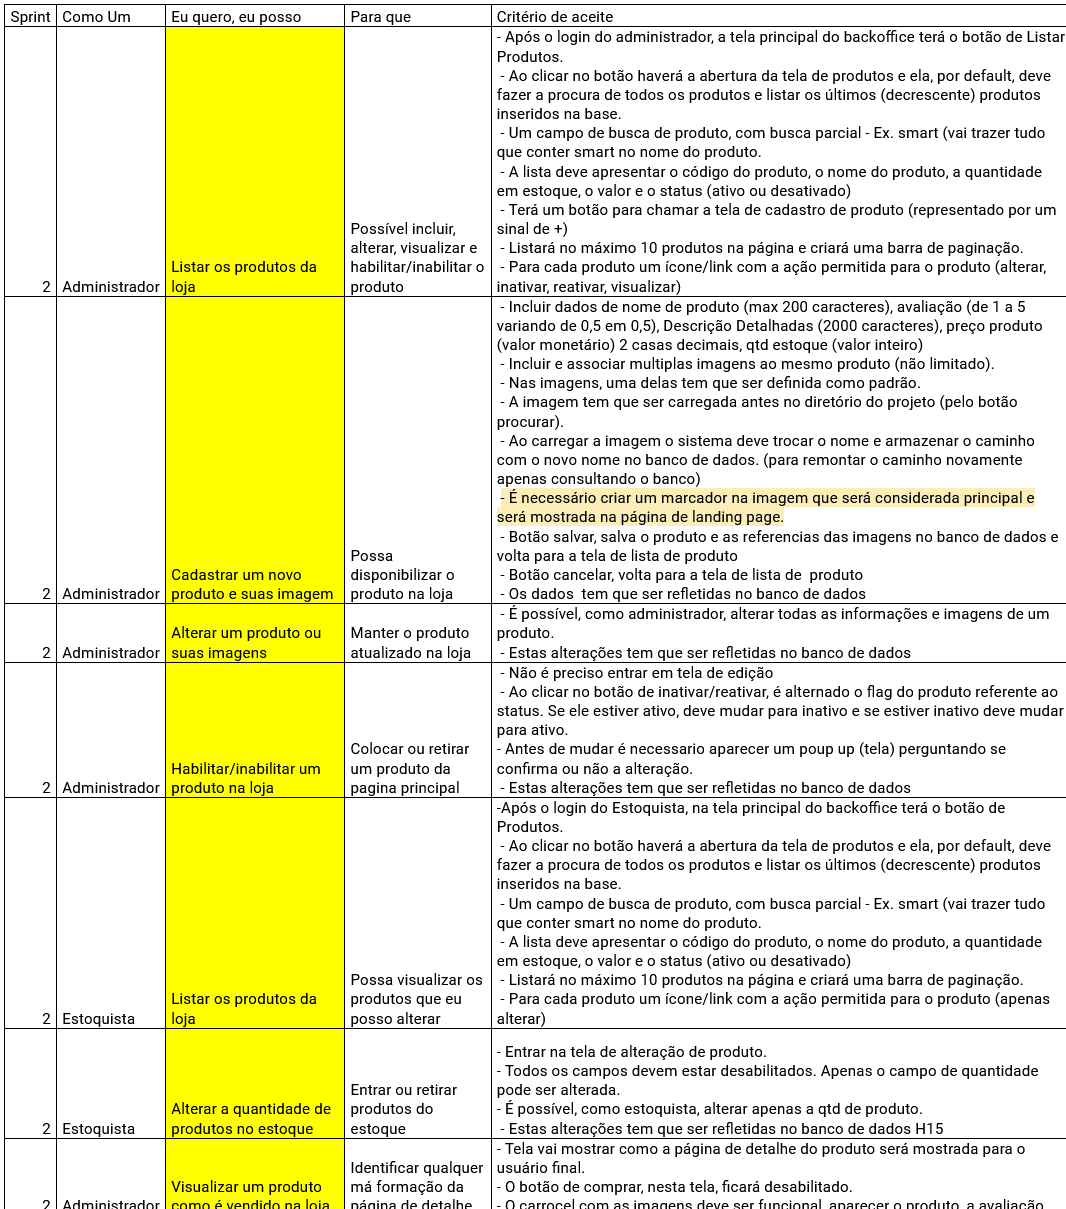 Sprint Como Um Eu quero, eu posso Para que Critério de aceite
- Após o login do administrador, a tela principal do backoffice terá o botão de Listar
Produtos.
- Ao clicar no botão haverá a abertura da tela de produtos e ela, por default, deve
fazer a procura de todos os produtos e listar os últimos (decrescente) produtos
inseridos na base.
- Um campo de busca de produto, com busca parcial - Ex. smart (vai trazer tudo
que conter smart no nome do produto.
- A lista deve apresentar o código do produto, o nome do produto, a quantidade
em estoque, o valor e o status (ativo ou desativado)
- Terá um botão para chamar a tela de cadastro de produto (representado por um
Possível incluir, sinal de +)
alterar, visualizar e - Listará no máximo 10 produtos na página e criará uma barra de paginação.
Listar os produtos da habilitar/inabilitar o - Para cada produto um ícone/link com a ação permitida para o produto (alterar,
2 Administrador loja produto inativar, reativar, visualizar)
- Incluir dados de nome de produto (max 200 caracteres), avaliação (de 1 a 5
variando de 0,5 em 0,5), Descrição Detalhadas (2000 caracteres), preço produto
(valor monetário) 2 casas decimais, qtd estoque (valor inteiro)
- Incluir e associar multiplas imagens ao mesmo produto (não limitado).
- Nas imagens, uma delas tem que ser definida como padrão.
- A imagem tem que ser carregada antes no diretório do projeto (pelo botão
procurar).
- Ao carregar a imagem o sistema deve trocar o nome e armazenar o caminho
com o novo nome no banco de dados. (para remontar o caminho novamente
apenas consultando o banco)
- É necessário criar um marcador na imagem que será considerada principal e
será mostrada na página de landing page.
- Botão salvar, salva o produto e as referencias das imagens no banco de dados e
Possa volta para a tela de lista de produto
Cadastrar um novo disponibilizar o - Botão cancelar, volta para a tela de lista de  produto
2 Administrador produto e suas imagem produto na loja - Os dados  tem que ser refletidas no banco de dados
- É possível, como administrador, alterar todas as informações e imagens de um
Alterar um produto ou Manter o produto produto.
2 Administrador suas imagens atualizado na loja - Estas alterações tem que ser refletidas no banco de dados
- Não é preciso entrar em tela de edição
- Ao clicar no botão de inativar/reativar, é alternado o flag do produto referente ao
status. Se ele estiver ativo, deve mudar para inativo e se estiver inativo deve mudar
para ativo.
Colocar ou retirar - Antes de mudar é necessario aparecer um poup up (tela) perguntando se
Habilitar/inabilitar um um produto da confirma ou não a alteração.
2 Administrador produto na loja pagina principal - Estas alterações tem que ser refletidas no banco de dados
-Após o login do Estoquista, na tela principal do backoffice terá o botão de
Produtos.
- Ao clicar no botão haverá a abertura da tela de produtos e ela, por default, deve
fazer a procura de todos os produtos e listar os últimos (decrescente) produtos
inseridos na base.
- Um campo de busca de produto, com busca parcial - Ex. smart (vai trazer tudo
que conter smart no nome do produto.
- A lista deve apresentar o código do produto, o nome do produto, a quantidade
em estoque, o valor e o status (ativo ou desativado)
Possa visualizar os - Listará no máximo 10 produtos na página e criará uma barra de paginação.
Listar os produtos da produtos que eu - Para cada produto um ícone/link com a ação permitida para o produto (apenas
2 Estoquista loja posso alterar alterar)
- Entrar na tela de alteração de produto.
- Todos os campos devem estar desabilitados. Apenas o campo de quantidade
Entrar ou retirar pode ser alterada.
Alterar a quantidade de produtos do - É possível, como estoquista, alterar apenas a qtd de produto.
2 Estoquista produtos no estoque estoque - Estas alterações tem que ser refletidas no banco de dados H15
- Tela vai mostrar como a página de detalhe do produto será mostrada para o
Identificar qualquer usuário final.
Visualizar um produto má formação da - O botão de comprar, nesta tela, ficará desabilitado.
2 Administrador como é vendido na loja página de detalhe - O carrocel com as imagens deve ser funcional, aparecer o produto, a avaliação